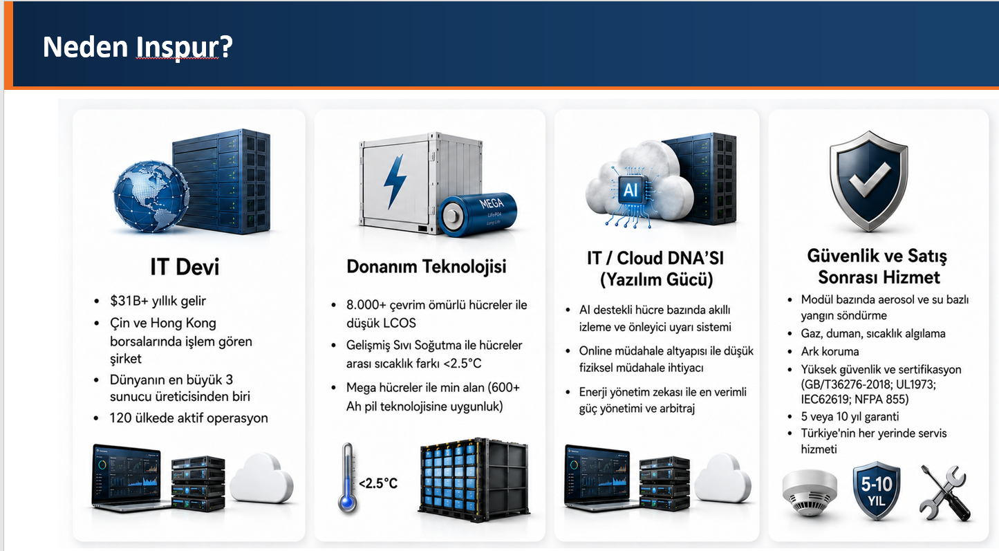 Neden Inspur?
IT Devi
• $31B+ yıllık gelir
• Çin ve Hong Kong
borsalarında işlem gören
şirket
• Dünyanın en büyük 3
sunucu üreticisinden biri
• 120 ülkede aktif operasyon
MEGA
LiFePO4
Long Life
Donanım Teknolojisi
• 8.000+ çevrim ömürlü hücreler ile
düşük LCOS
• Gelişmiş Sıvı Soğutma ile hücreler
arası sıcaklık farkı <2.5°C
• Mega hücreler ile min alan (600+
Ah pil teknolojisine uygunluk)
<2.5°C
AI
IT / Cloud DNA’SI
(Yazılım Gücü)
• AI destekli hücre bazında akıllı
izleme ve önleyici uyarı sistemi
• Online müdahale altyapısı ile düşük
fiziksel müdahale ihtiyacı
• Enerji yönetim zekası ile en verimli
güç yönetimi ve arbitraj
Güvenlik ve Satış
Sonrası Hizmet
• Modül bazında aerosol ve su bazlı
yangın söndürme
• Gaz, duman, sıcaklık algılama
• Ark koruma
• Yüksek güvenlik ve sertifikasyon
(GB/T36276-2018; UL1973;
IEC62619; NFPA 855)
• 5 veya 10 yıl garanti
• Türkiye'nin her yerinde servis
hizmeti
5-10
YIL